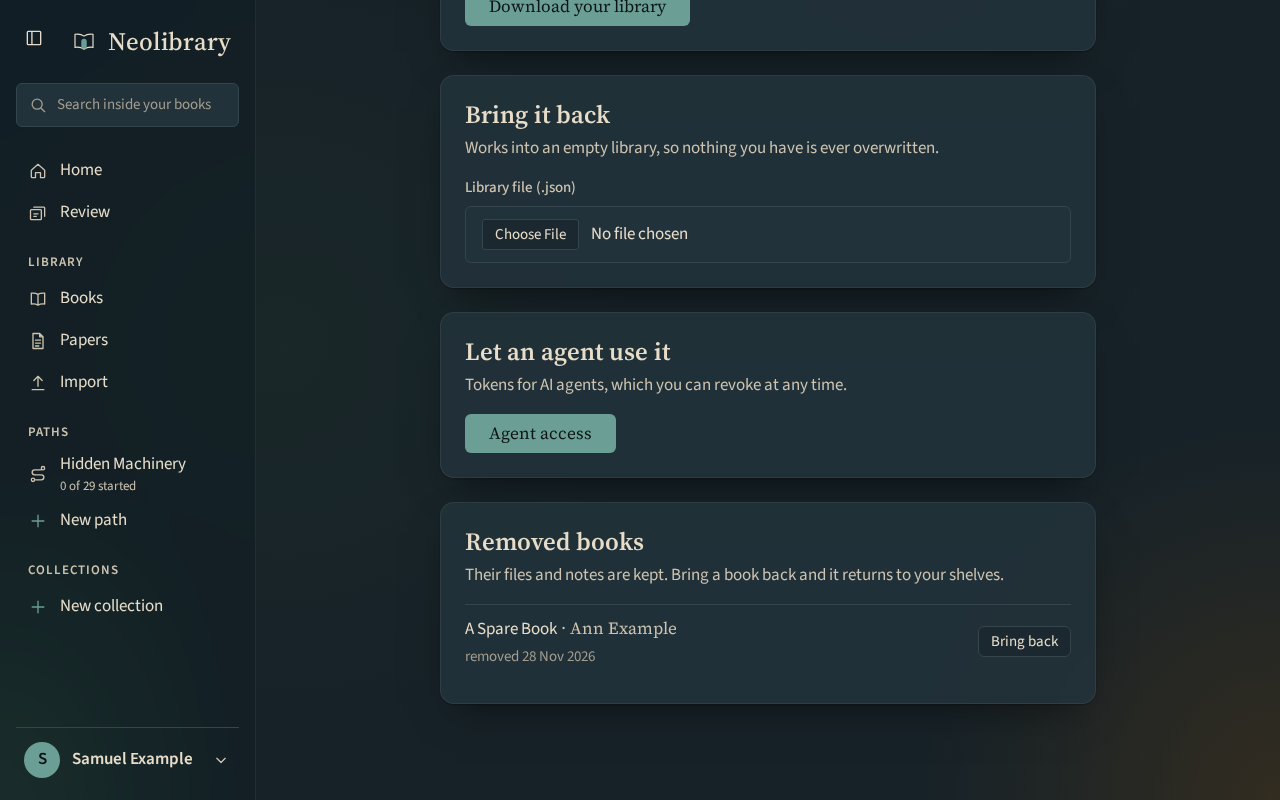 Neolibrary
Search inside your books
Home
Review
LIBRARY
Books
Papers
Import
PATHS
Hidden Machinery
0 of 29 started
New path
COLLECTIONS
New collection
S
Samuel Example
Download your library
Bring it back
Works into an empty library, so nothing you have is ever overwritten.
Library file (.json)
Choose File No file chosen
Let an agent use it
Tokens for AI agents, which you can revoke at any time.
Agent access
Removed books
Their files and notes are kept. Bring a book back and it returns to your shelves.
A Spare Book · Ann Example
removed 28 Nov 2026
Bring back